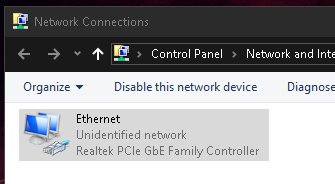 Network Connections
Control Panel › Network and Inte
Organize Disable this network device Diagnose
Ethernet
Unidentified network
Realtek PCIe GbE Family Controller